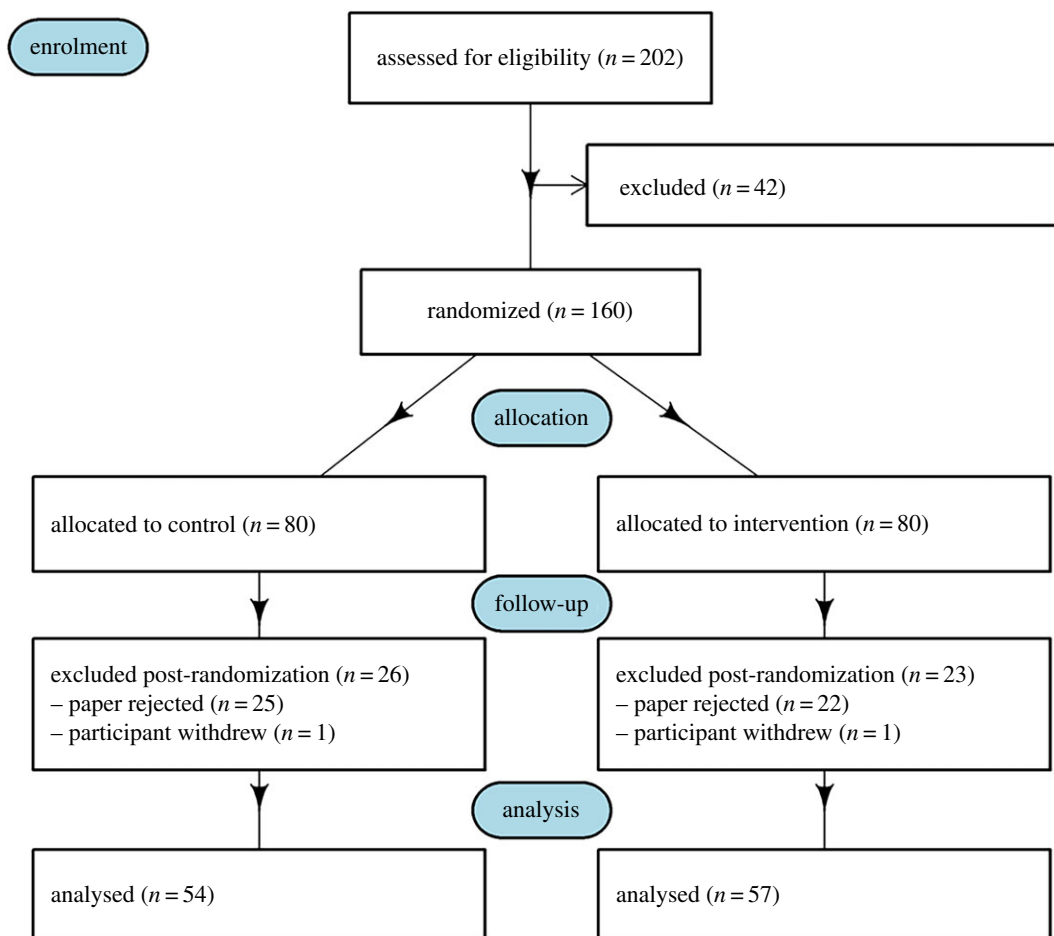 enrolment
assessed for eligibility (n = 202)
excluded (n = 42)
randomized (n = 160)
allocation
allocated to control (n = 80)
allocated to intervention (n = 80)
follow-up
excluded post-randomization (n = 26)
– paper rejected (n = 25)
– participant withdrew (n = 1)
excluded post-randomization (n = 23)
– paper rejected (n = 22)
– participant withdrew (n = 1)
analysis
analysed (n = 54)
analysed (n = 57)